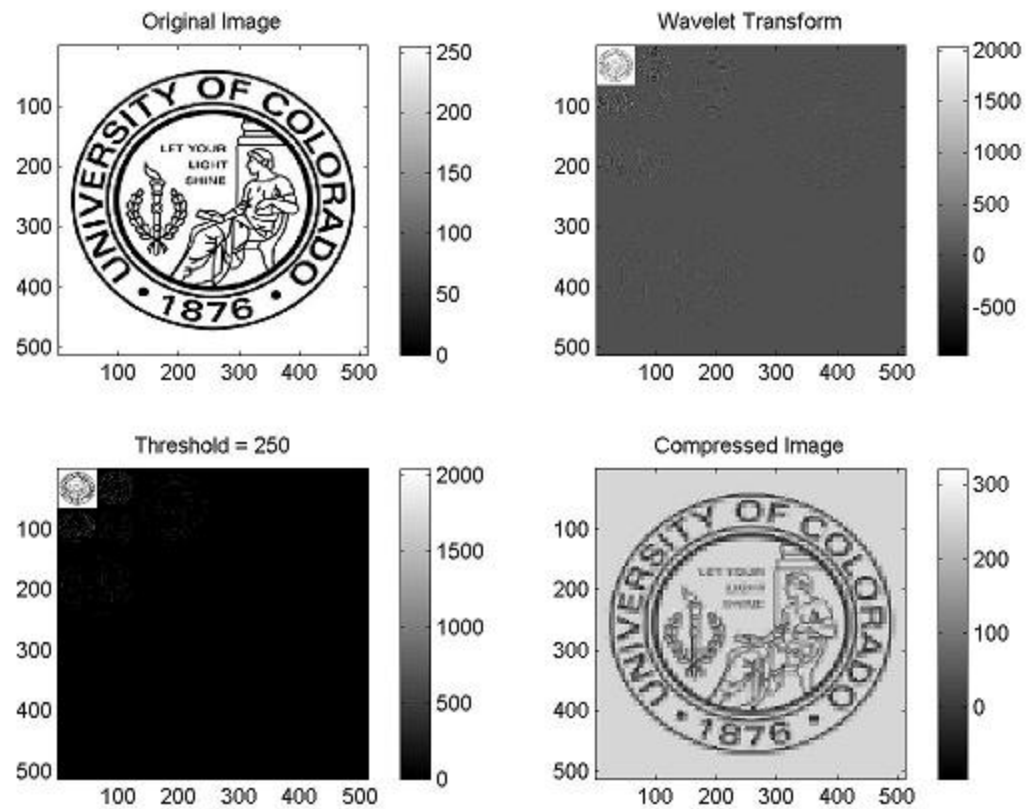 Original Image
250
200
150
100
50
0
100
200
300
400
500
100 200 300 400 500
UNIVERSITY OF COLORADO
LET YOUR
LIGHT
SHINE
• 1876 •
Wavelet Transform
2000
1500
1000
500
0
-500
100
200
300
400
500
100 200 300 400 500
Threshold = 250
2000
1500
1000
500
0
100
200
300
400
500
100 200 300 400 500
Compressed Image
300
200
100
0
100
200
300
400
500
100 200 300 400 500
UNIVERSITY OF COLORADO
LET YOUR
LIGHT
SHINE
• 1876 •